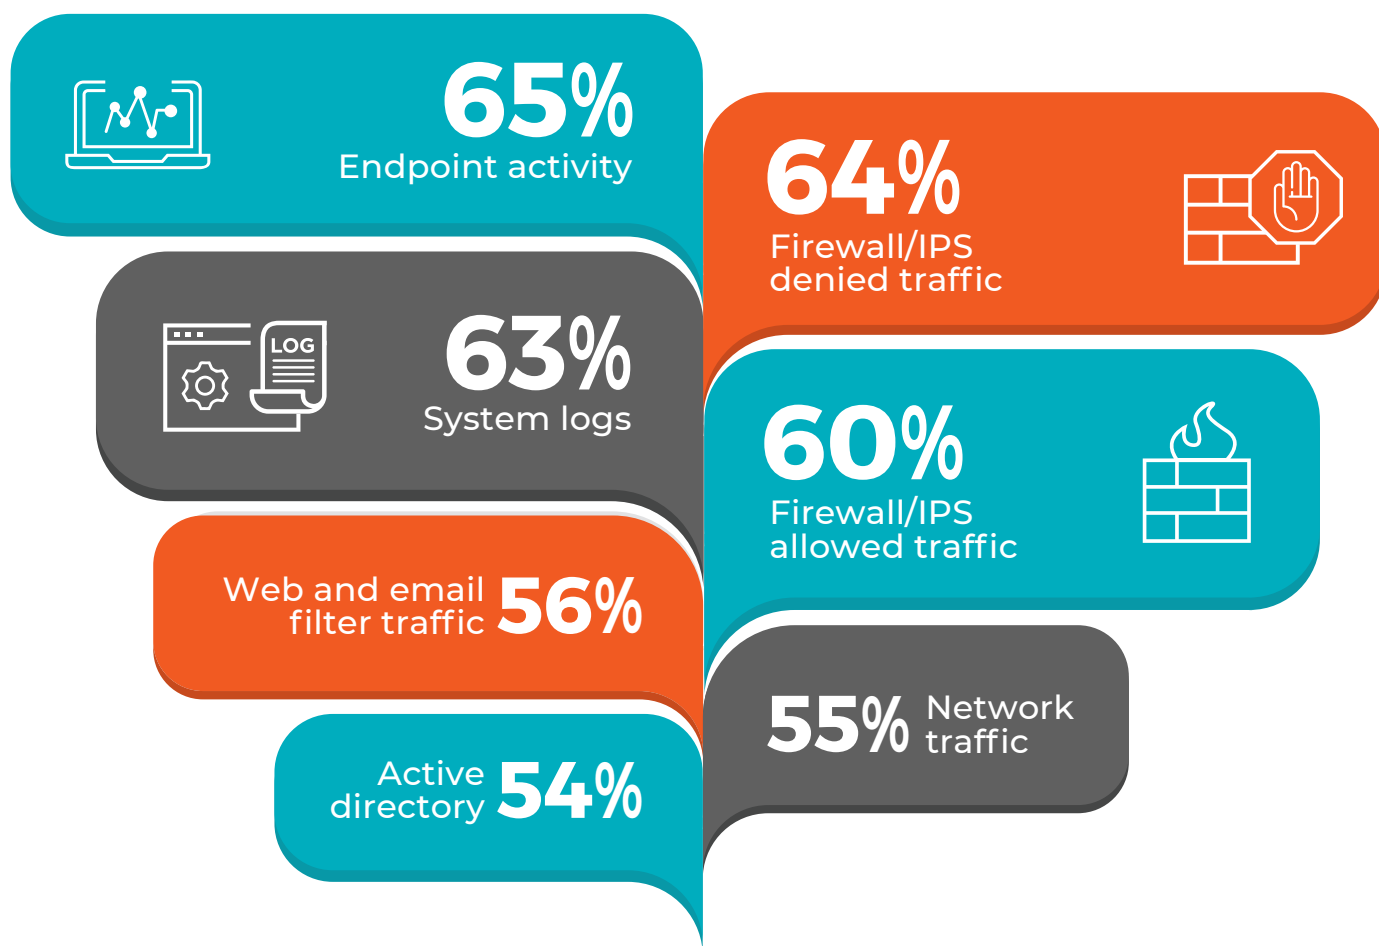 65%
Endpoint activity
64%
Firewall/IPS
denied traffic
LOG
63%
System logs
60%
Firewall/IPS
allowed traffic
Web and email
filter traffic
56%
55%
Network
traffic
Active
directory
54%